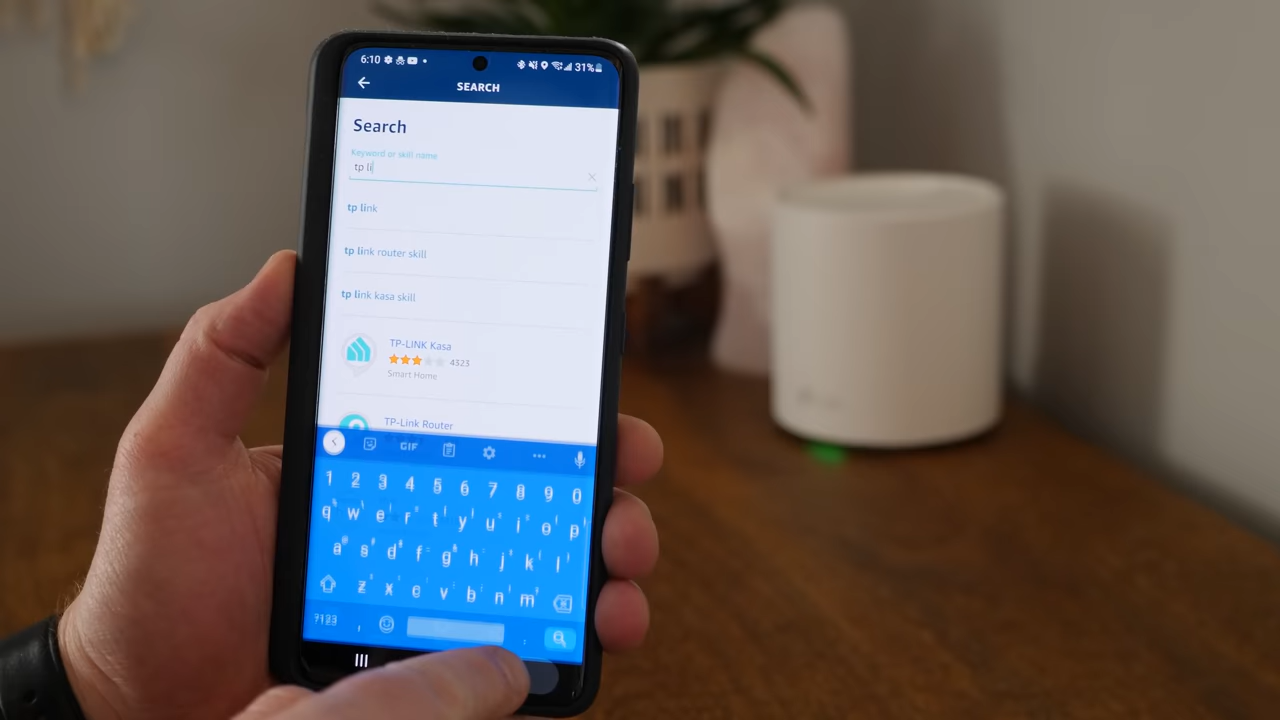 6:10 31%
SEARCH
Search
Keyword or skill name
tp li
tp link
tp link router skill
tp link kasa skill
TP-LINK Kasa
4323
Smart Home
TP-Link Router
GIF
1 2 3 4 5 6 7 8 9 0
q w e r t y u i o p
a s d f g h j k l
z x c v b n m
?123 , .